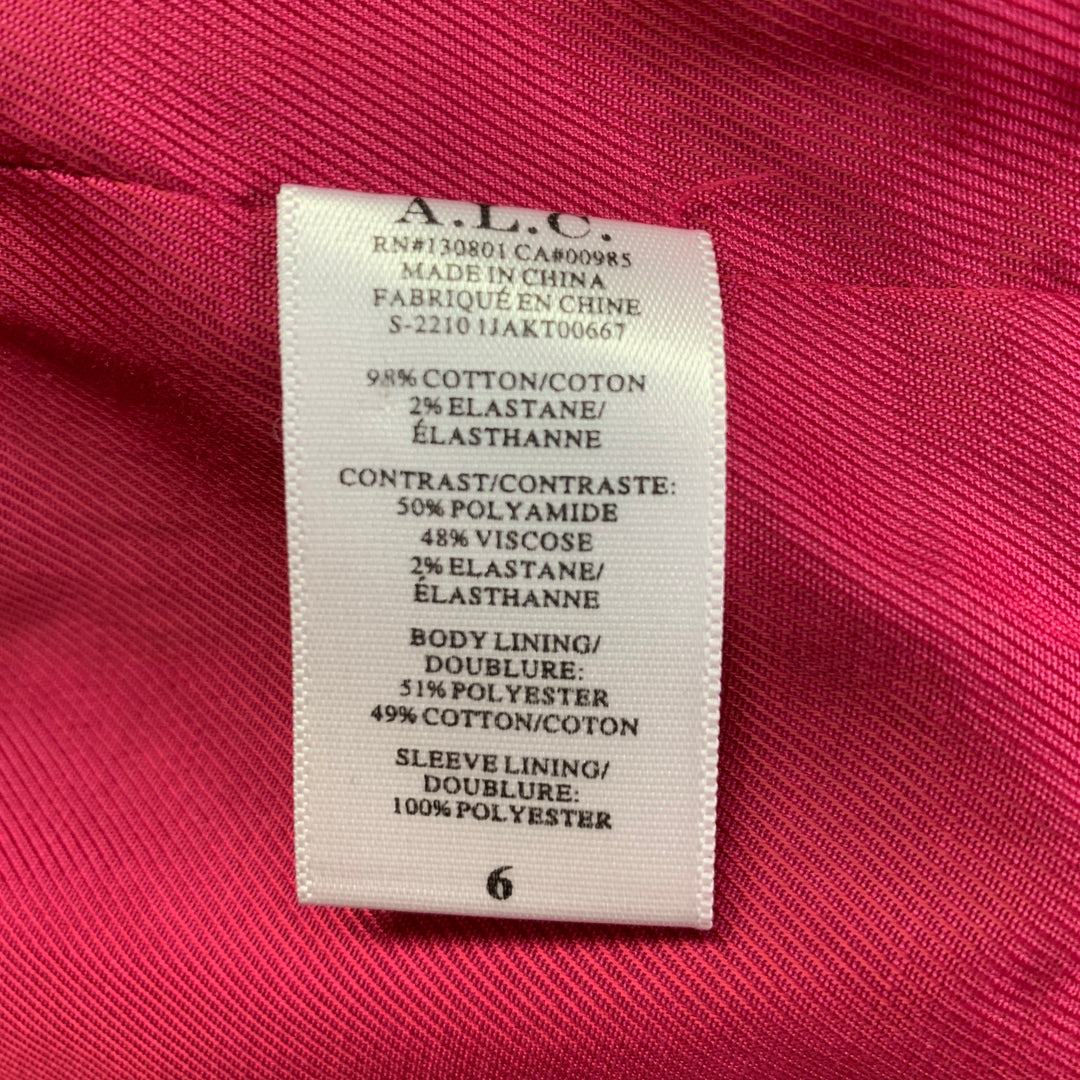 A.L.C.
RN#130801 CA#00985
MADE IN CHINA
FABRIQUÉ EN CHINE
S-2210 1JAKT00667
98% COTTON/COTON
2% ELASTANE/
ÉLASTHANNE
CONTRAST/CONTRASTE:
50% POLYAMIDE
48% VISCOSE
2% ELASTANE/
ÉLASTHANNE
BODY LINING/
DOUBLURE:
51% POLYESTER
49% COTTON/COTON
SLEEVE LINING/
DOUBLURE:
100% POLYESTER
6